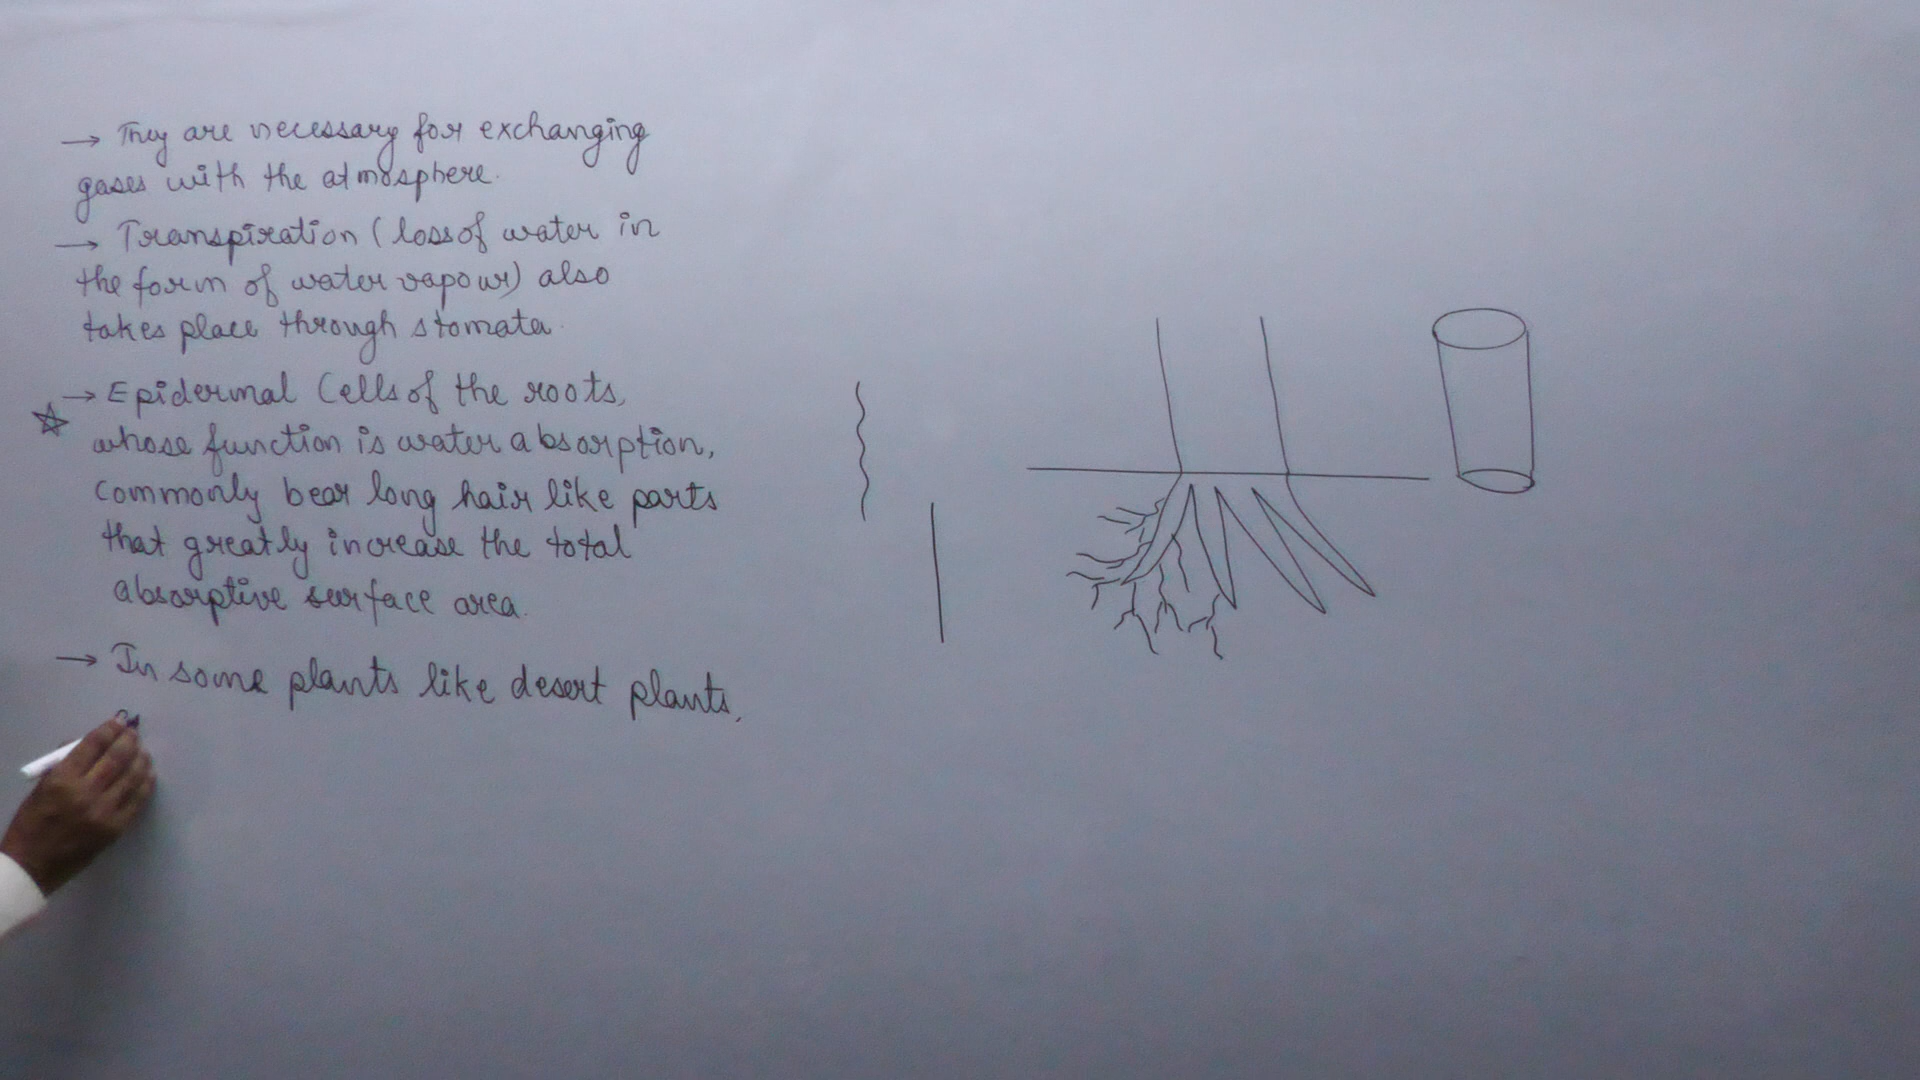 → They are necessary for exchanging
gases with the atmosphere.
→ Transpiration (loss of water in
the form of water vapour) also
takes place through stomata.
→ Epidermal Cells of the roots,
whose function is water absorption,
commonly bear long hair like parts
that greatly increase the total
absorptive surface area.
→ In some plants like desert plants,